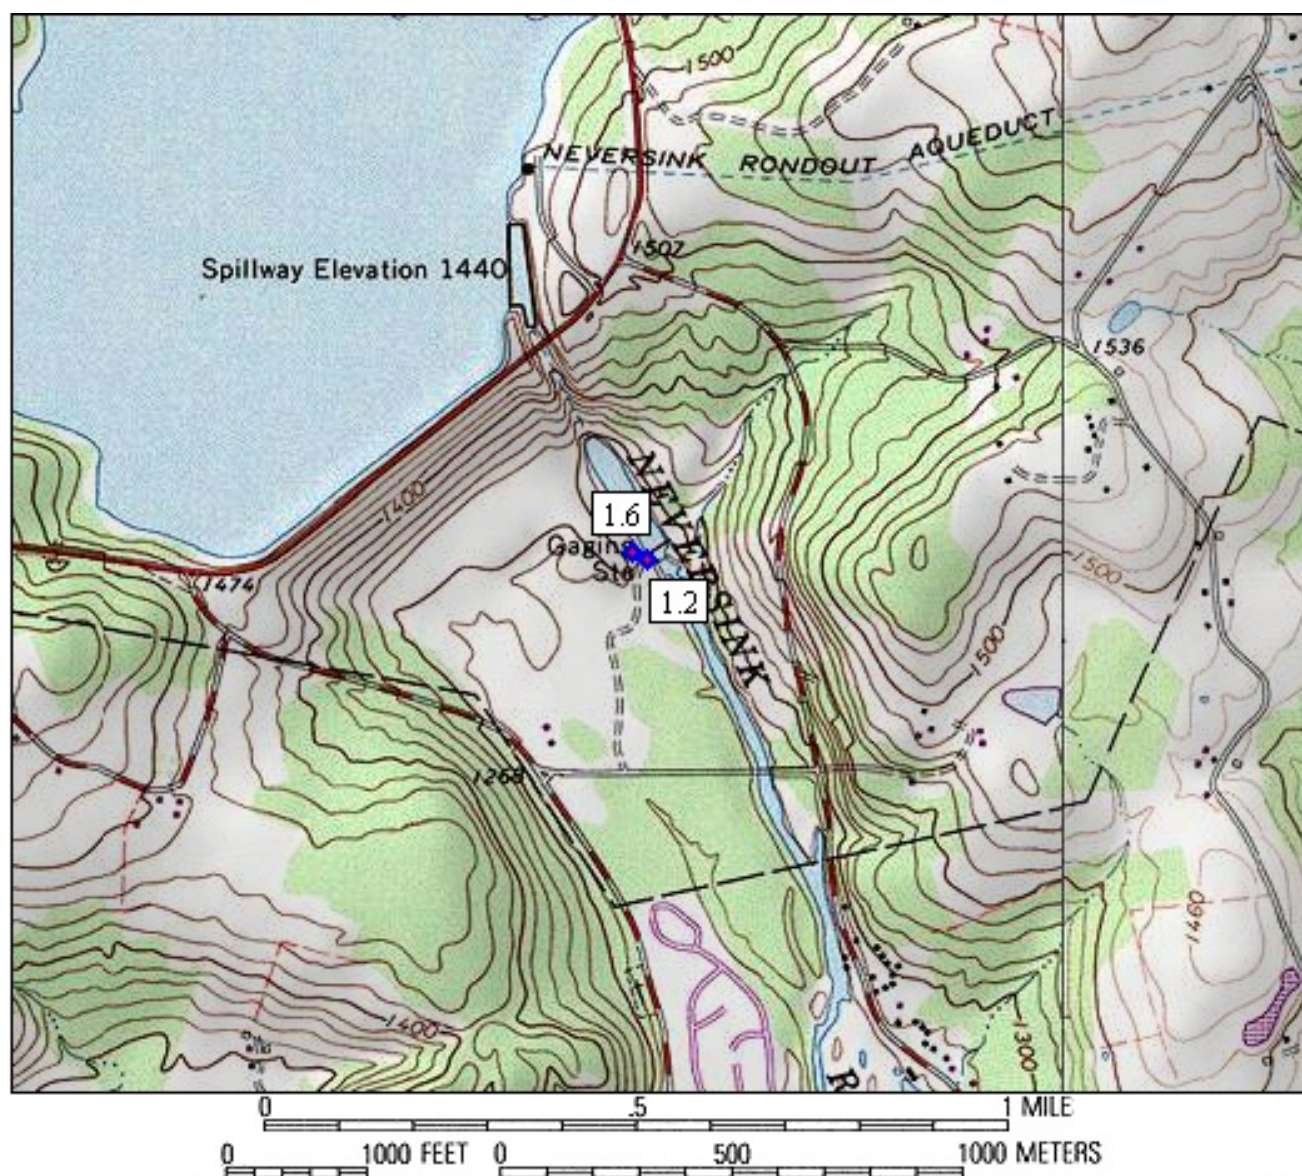 1500
NEVERSINK RONDOUT AQUEDUCT
1507
Spillway Elevation 1440
1536
1400
NEVERSINK
1.6
Gaging
Sta
1.2
1474
1500
1500
1268
1460
1400
1300
R
0 .5 1 MILE
0 1000 FEET 0 500 1000 METERS